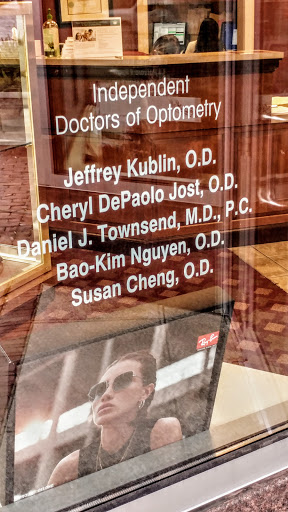 Independent
Doctors of Optometry
Jeffrey Kublin, O.D.
Cheryl DePaolo Jost, O.D.
Daniel J. Townsend, M.D., P.C.
Bao-Kim Nguyen, O.D.
Susan Cheng, O.D.
Ray-Ban